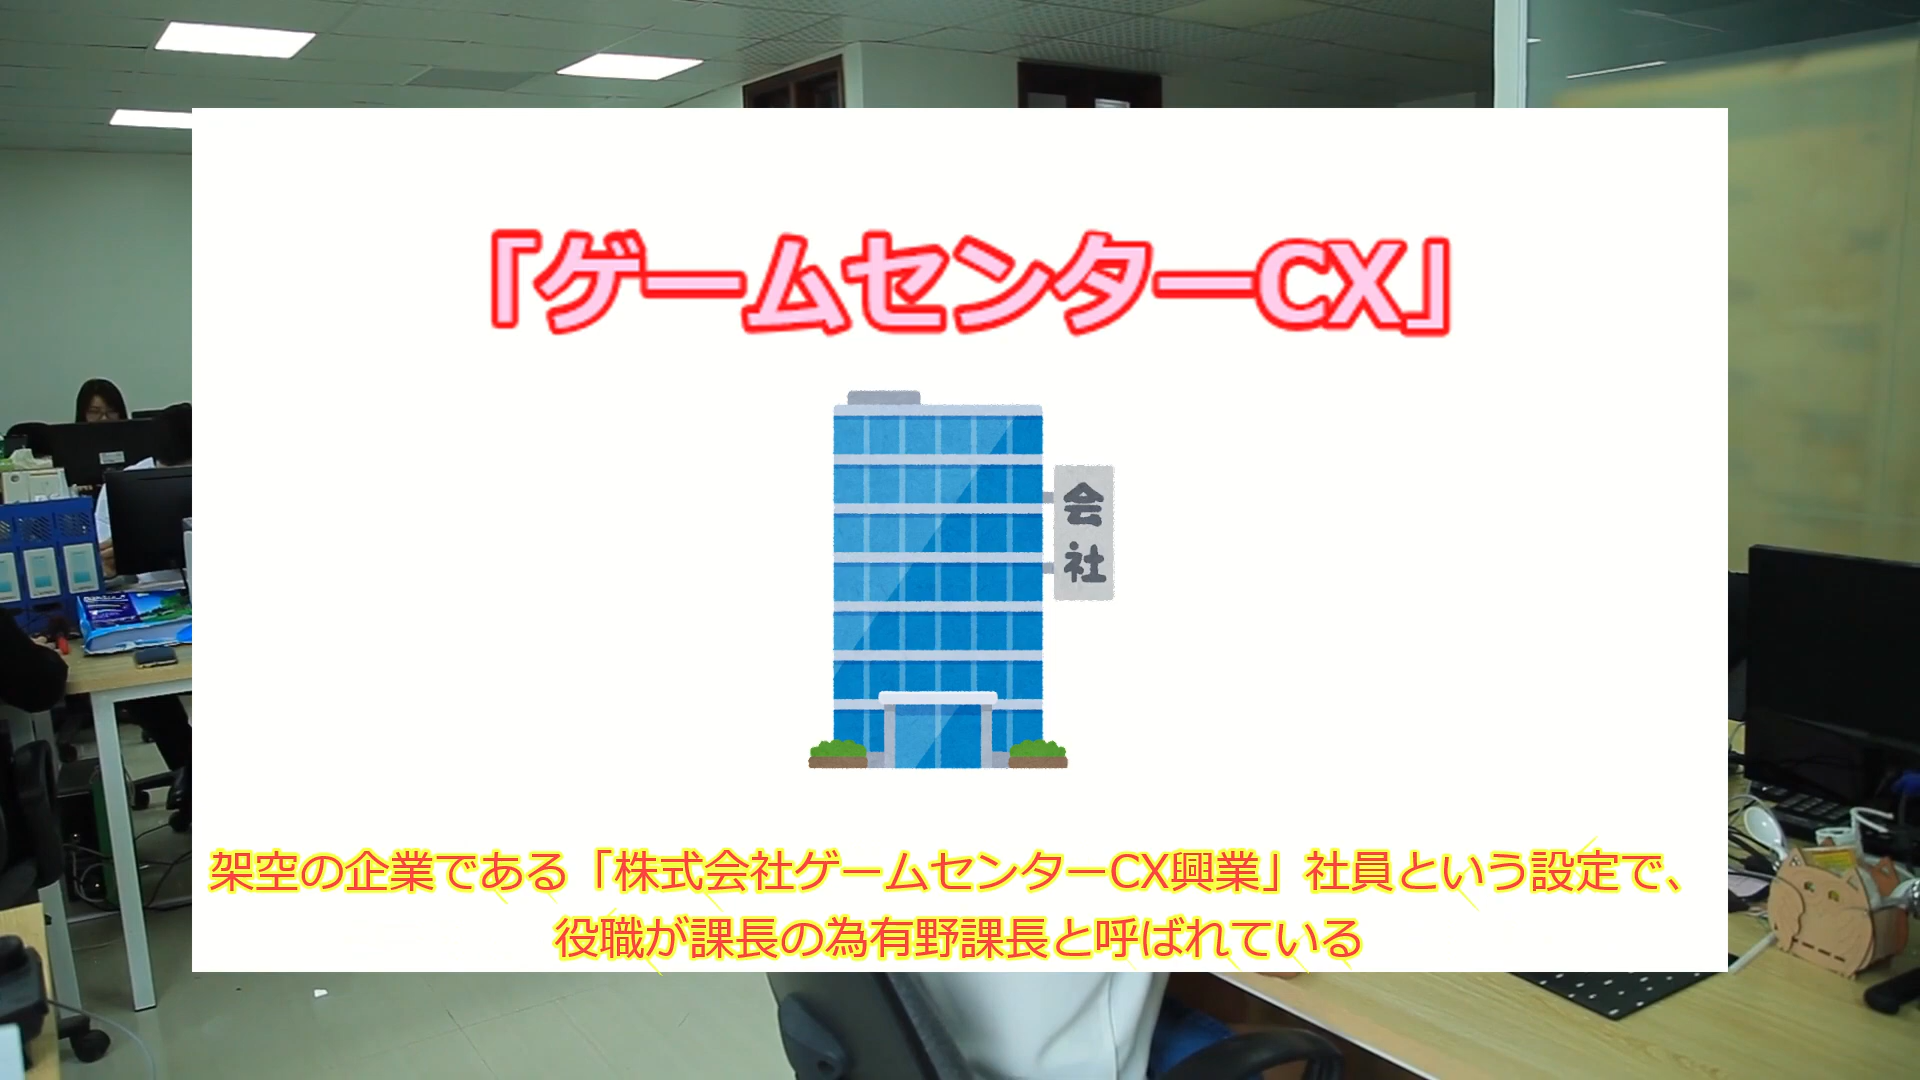 「ゲームセンターCX」
会
社
架空の企業である「株式会社ゲームセンターCX興業」社員という設定で、
役職が課長の為有野課長と呼ばれている